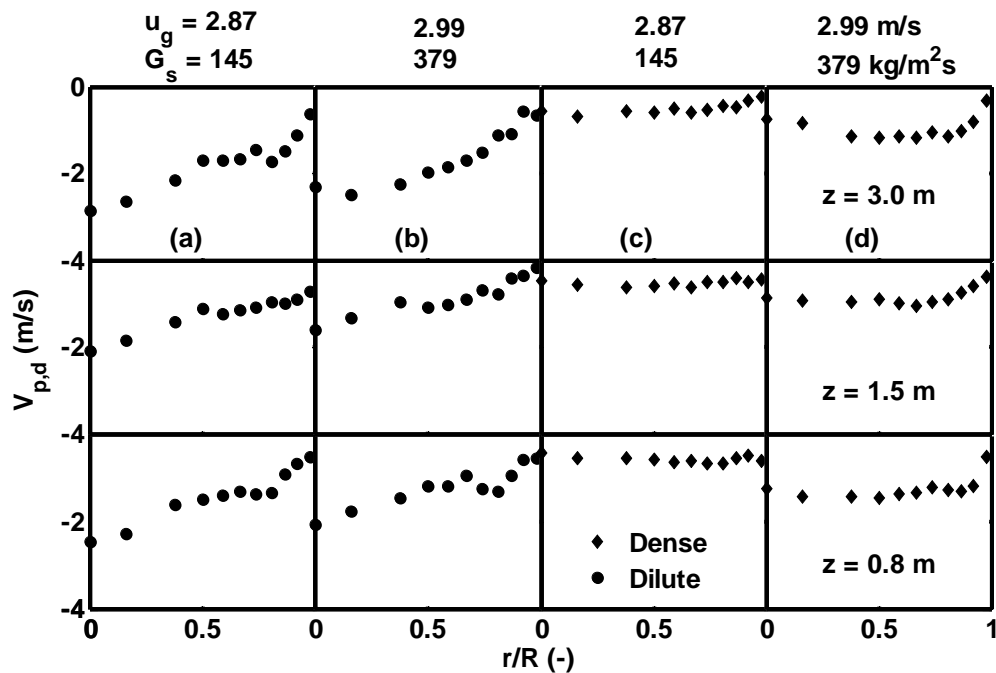 u_g = 2.87 2.99 2.87 2.99 m/s
G_s = 145 379 145 379 kg/m²s
0
-2
z = 3.0 m
(a) (b) (c) (d)
-4
-2
z = 1.5 m
-4
-2
Dense
Dilute
z = 0.8 m
-4
0 0.5 0 0.5 0 0.5 0 0.5 1
V_p,d (m/s)
r/R (-)